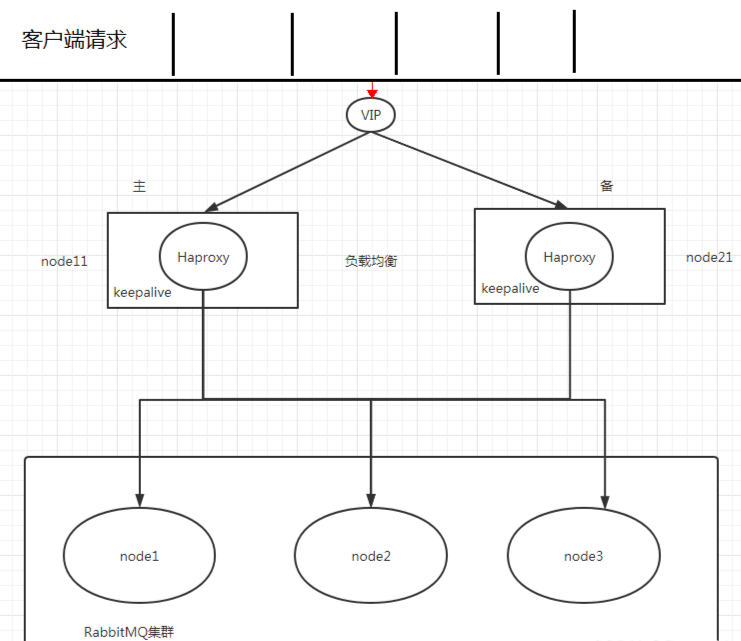 客户端请求
VIP
主
备
node11
Haproxy
keepalive
负载均衡
Haproxy
keepalive
node21
node1
node2
node3
RabbitMQ集群